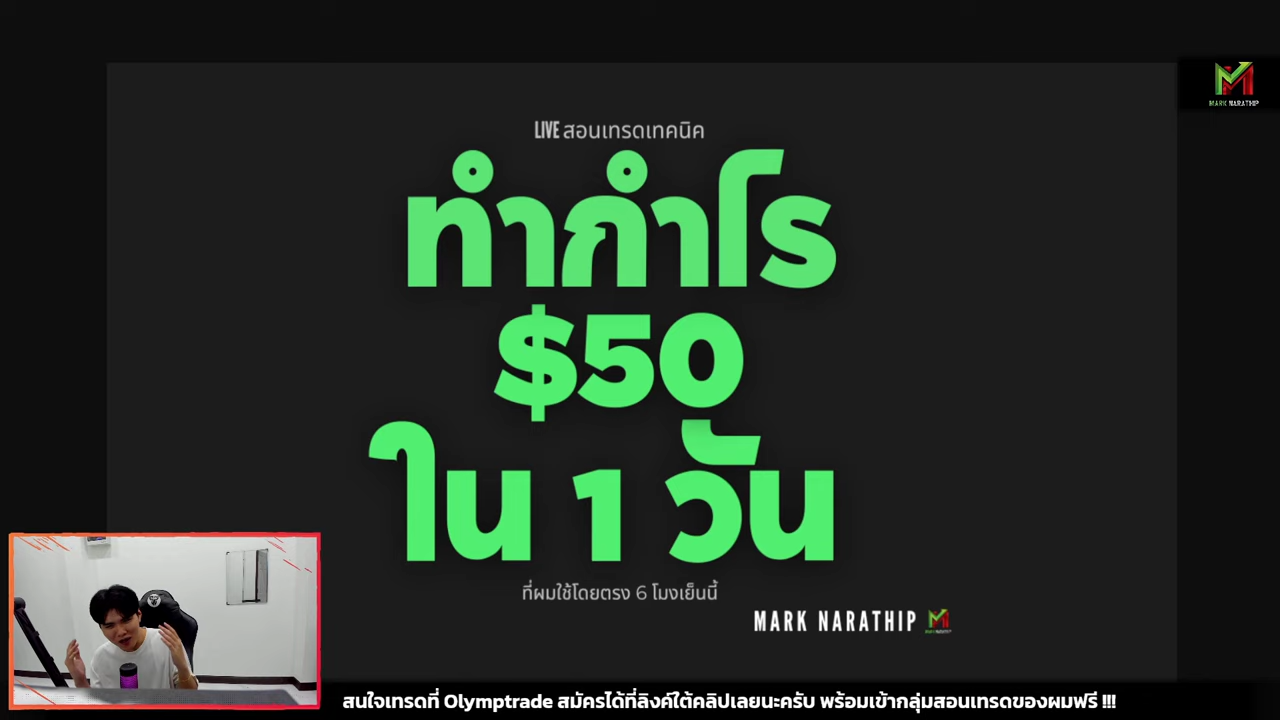 LIVE สอนเทรดเทคนิค
ทำกำไร
$50
ใน 1 วัน
ที่ผมใช้โดยตรง 6 โมงเย็นนี้
MARK NARATHIP
MARK NARATHIP
สนใจเทรดที่ Olymptrade สมัครได้ที่ลิงค์ใต้คลิปเลยนะครับ พร้อมเข้ากลุ่มสอนเทรดของผมฟรี !!!